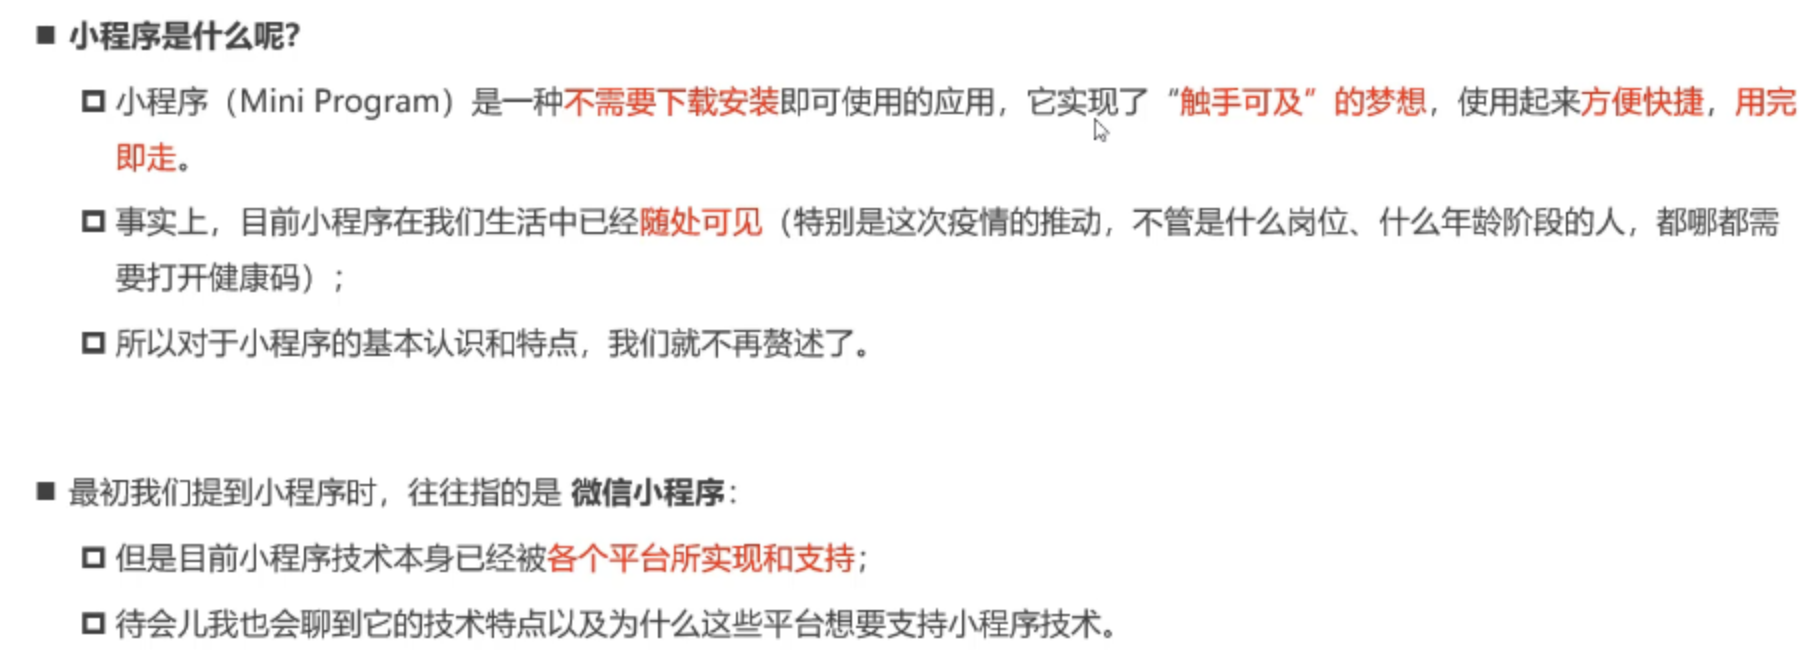 小程序是什么呢?
小程序（Mini Program）是一种不需要下载安装即可使用的应用，它实现了“触手可及”的梦想，使用起来方便快捷，用完
即走。
事实上，目前小程序在我们生活中已经随处可见（特别是这次疫情的推动，不管是什么岗位、什么年龄阶段的人，都哪都需
要打开健康码）；
所以对于小程序的基本认识和特点，我们就不再赘述了。
最初我们提到小程序时，往往指的是 微信小程序：
但是目前小程序技术本身已经被各个平台所实现和支持；
待会儿我也会聊到它的技术特点以及为什么这些平台想要支持小程序技术。